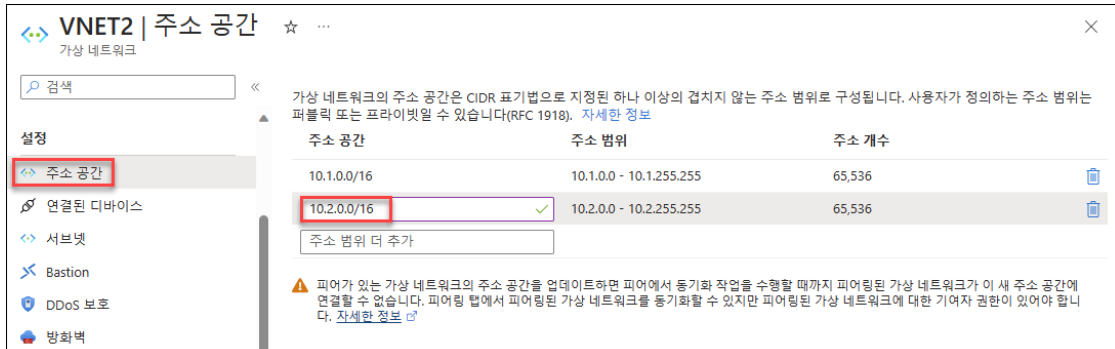 VNET2 | 주소 공간
가상 네트워크
검색
가상 네트워크의 주소 공간은 CIDR 표기법으로 지정된 하나 이상의 겹치지 않는 주소 범위로 구성됩니다. 사용자가 정의하는 주소 범위는
퍼블릭 또는 프라이빗일 수 있습니다(RFC 1918). 자세한 정보
설정
주소 공간
연결된 디바이스
서브넷
Bastion
DDoS 보호
방화벽
주소 공간 주소 범위 주소 개수
10.1.0.0/16 10.1.0.0 - 10.1.255.255 65,536
10.2.0.0/16 10.2.0.0 - 10.2.255.255 65,536
주소 범위 더 추가
피어가 있는 가상 네트워크의 주소 공간을 업데이트하면 피어에서 동기화 작업을 수행할 때까지 피어링된 가상 네트워크가 이 새 주소 공간에
연결할 수 없습니다. 피어링 탭에서 피어링된 가상 네트워크를 동기화할 수 있지만 피어링된 가상 네트워크에 대한 기여자 권한이 있어야 합니
다. 자세한 정보